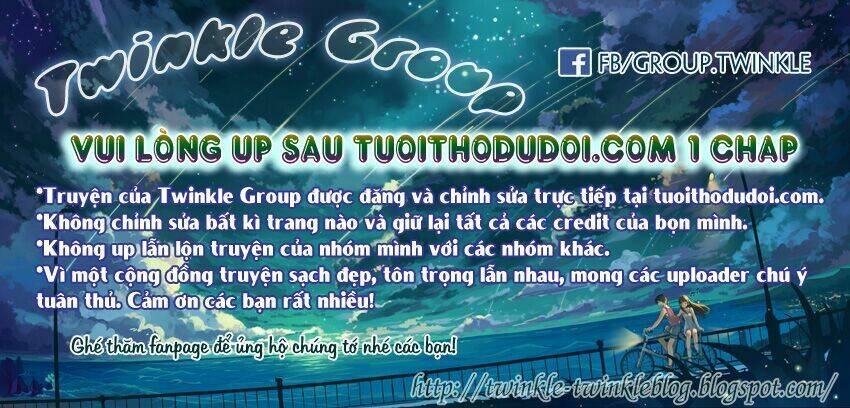 Twinkle Group
FB/GROUP.TWINKLE
VUI LÒNG UP SAU TUOITHODUDOI.COM 1 CHAP
*Truyện của Twinkle Group được đăng và chỉnh sửa trực tiếp tại tuoithodudoi.com.
*Không chỉnh sửa bất kì trang nào và giữ lại tất cả các credit của bọn mình.
*Không up lẫn lộn truyện của nhóm mình với các nhóm khác.
*Vì một cộng đồng truyện sạch đẹp, tôn trọng lẫn nhau, mong các uploader chú ý
tuân thủ. Cảm ơn các bạn rất nhiều!
Ghé thăm fanpage để ủng hộ chúng tớ nhé các bạn!
http://twinkle-twinkleblog.blogspot.com/